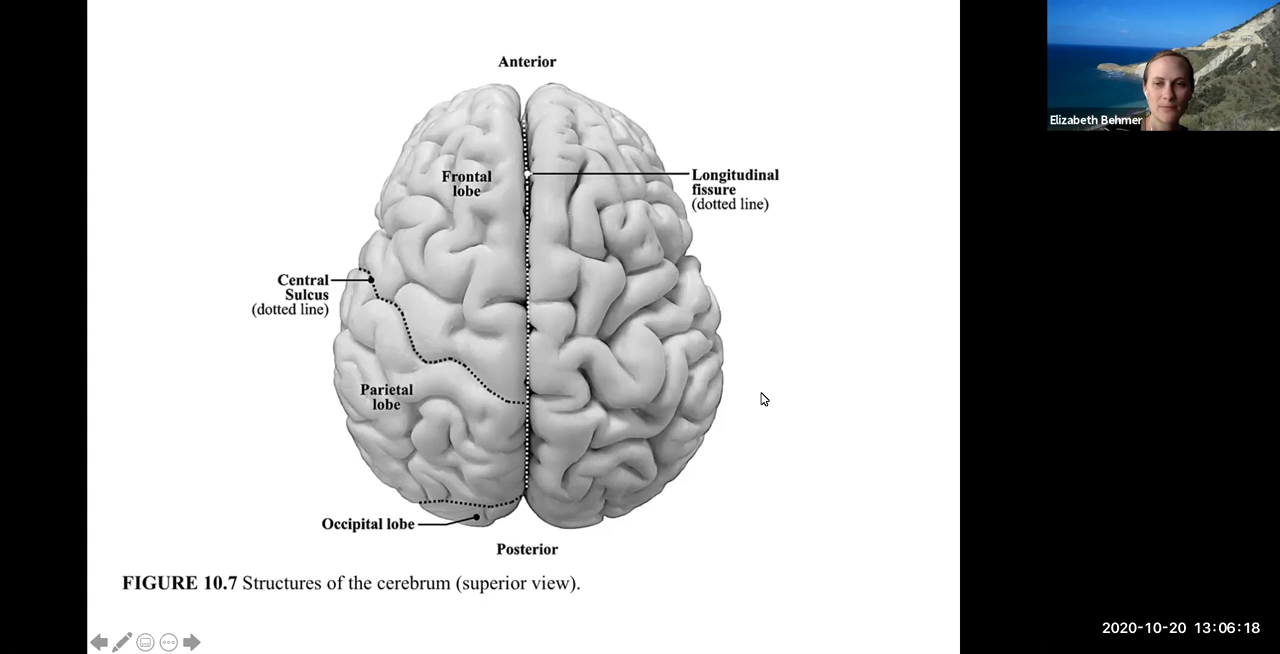 Anterior
Frontal
lobe
Longitudinal
fissure
(dotted line)
Central
Sulcus
(dotted line)
Parietal
lobe
Occipital lobe
Posterior
FIGURE 10.7 Structures of the cerebrum (superior view).
Elizabeth Behmer
2020-10-20 13:06:18